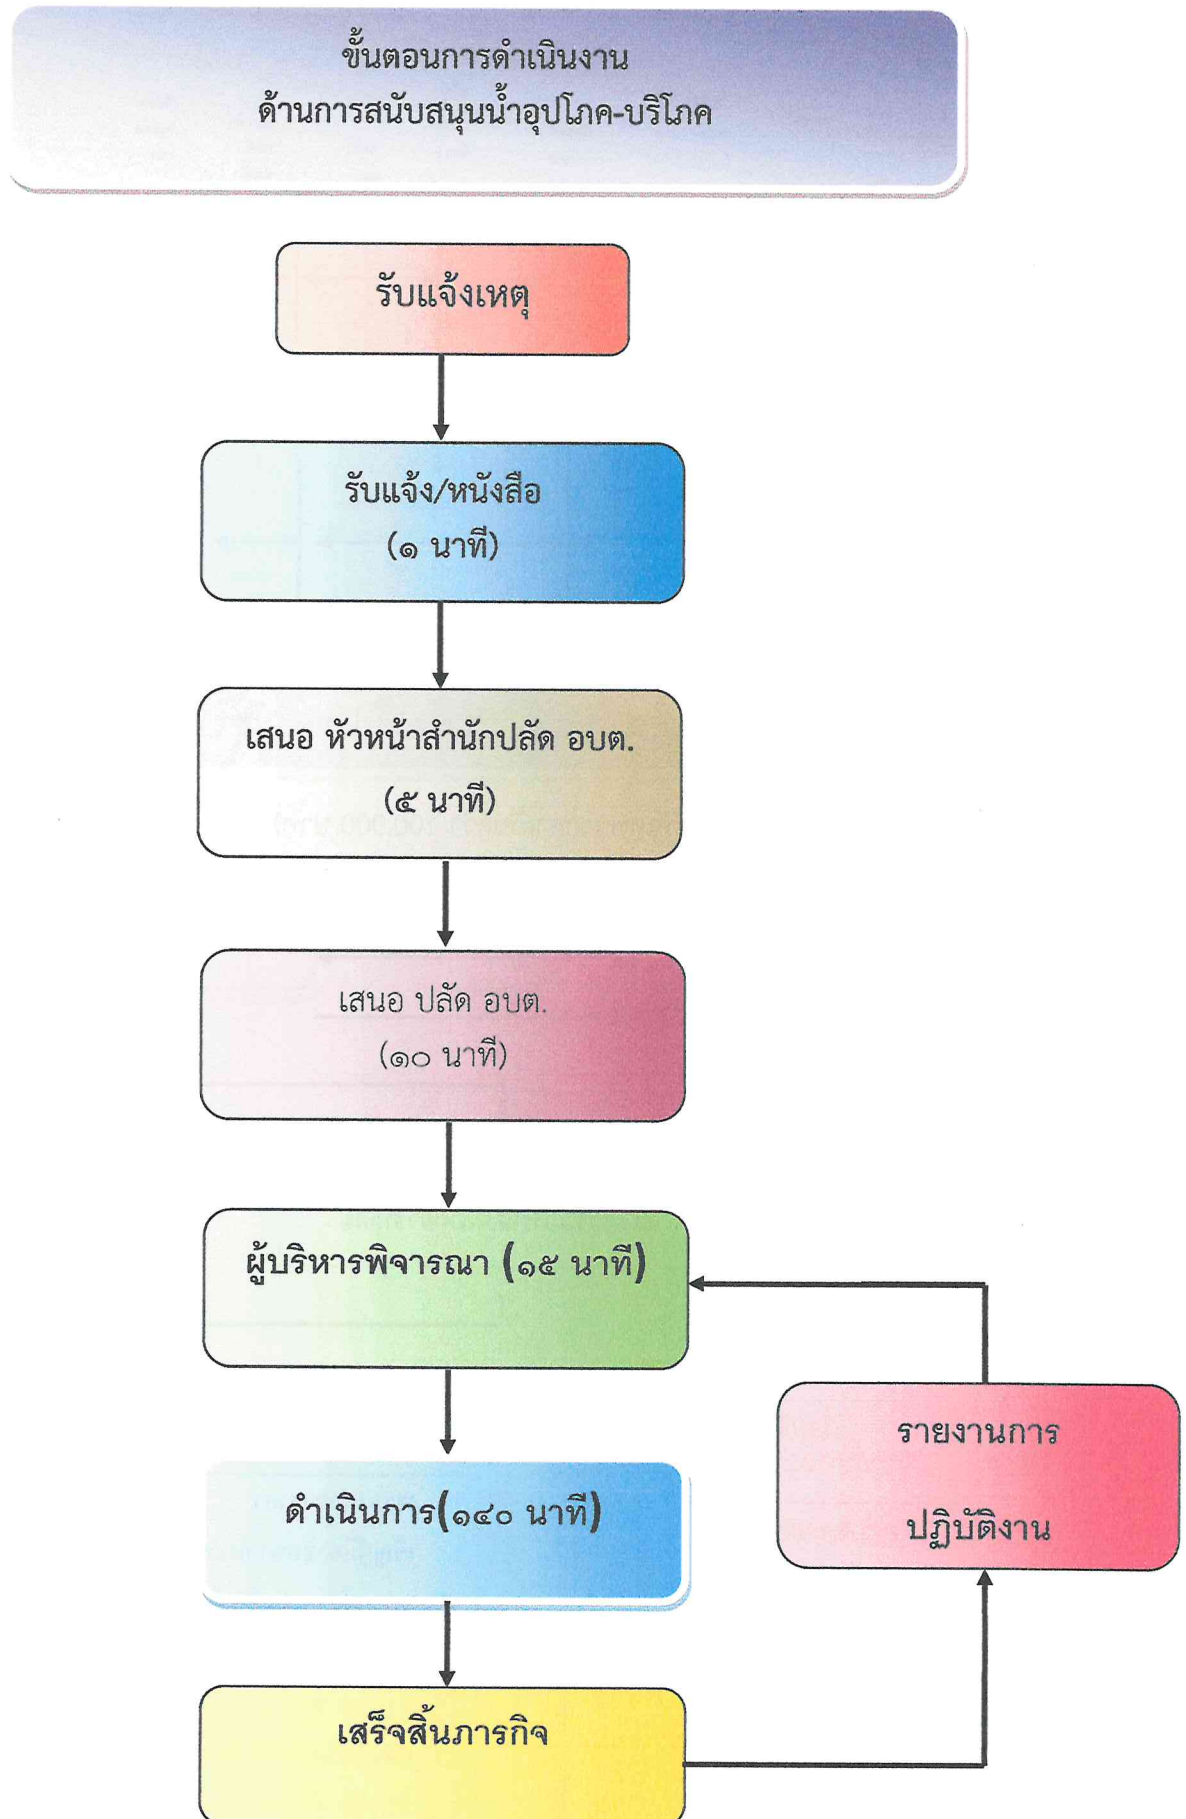 ขั้นตอนการดำเนินงาน
ด้านการสนับสนุนน้ำอุปโภค-บริโภค
รับแจ้งเหตุ
รับแจ้ง/หนังสือ
(๑ นาที)
เสนอ หัวหน้าสำนักปลัด อบต.
(๕ นาที)
เสนอ ปลัด อบต.
(๑๐ นาที)
ผู้บริหารพิจารณา (๑๕ นาที)
ดำเนินการ(๑๔๐ นาที)
เสร็จสิ้นภารกิจ
รายงานการ
ปฏิบัติงาน